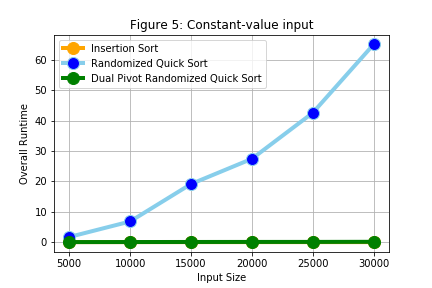 Figure 5: Constant-value input
Insertion Sort
Randomized Quick Sort
Dual Pivot Randomized Quick Sort
Overall Runtime
60
50
40
30
20
10
0
5000 10000 15000 20000 25000 30000
Input Size